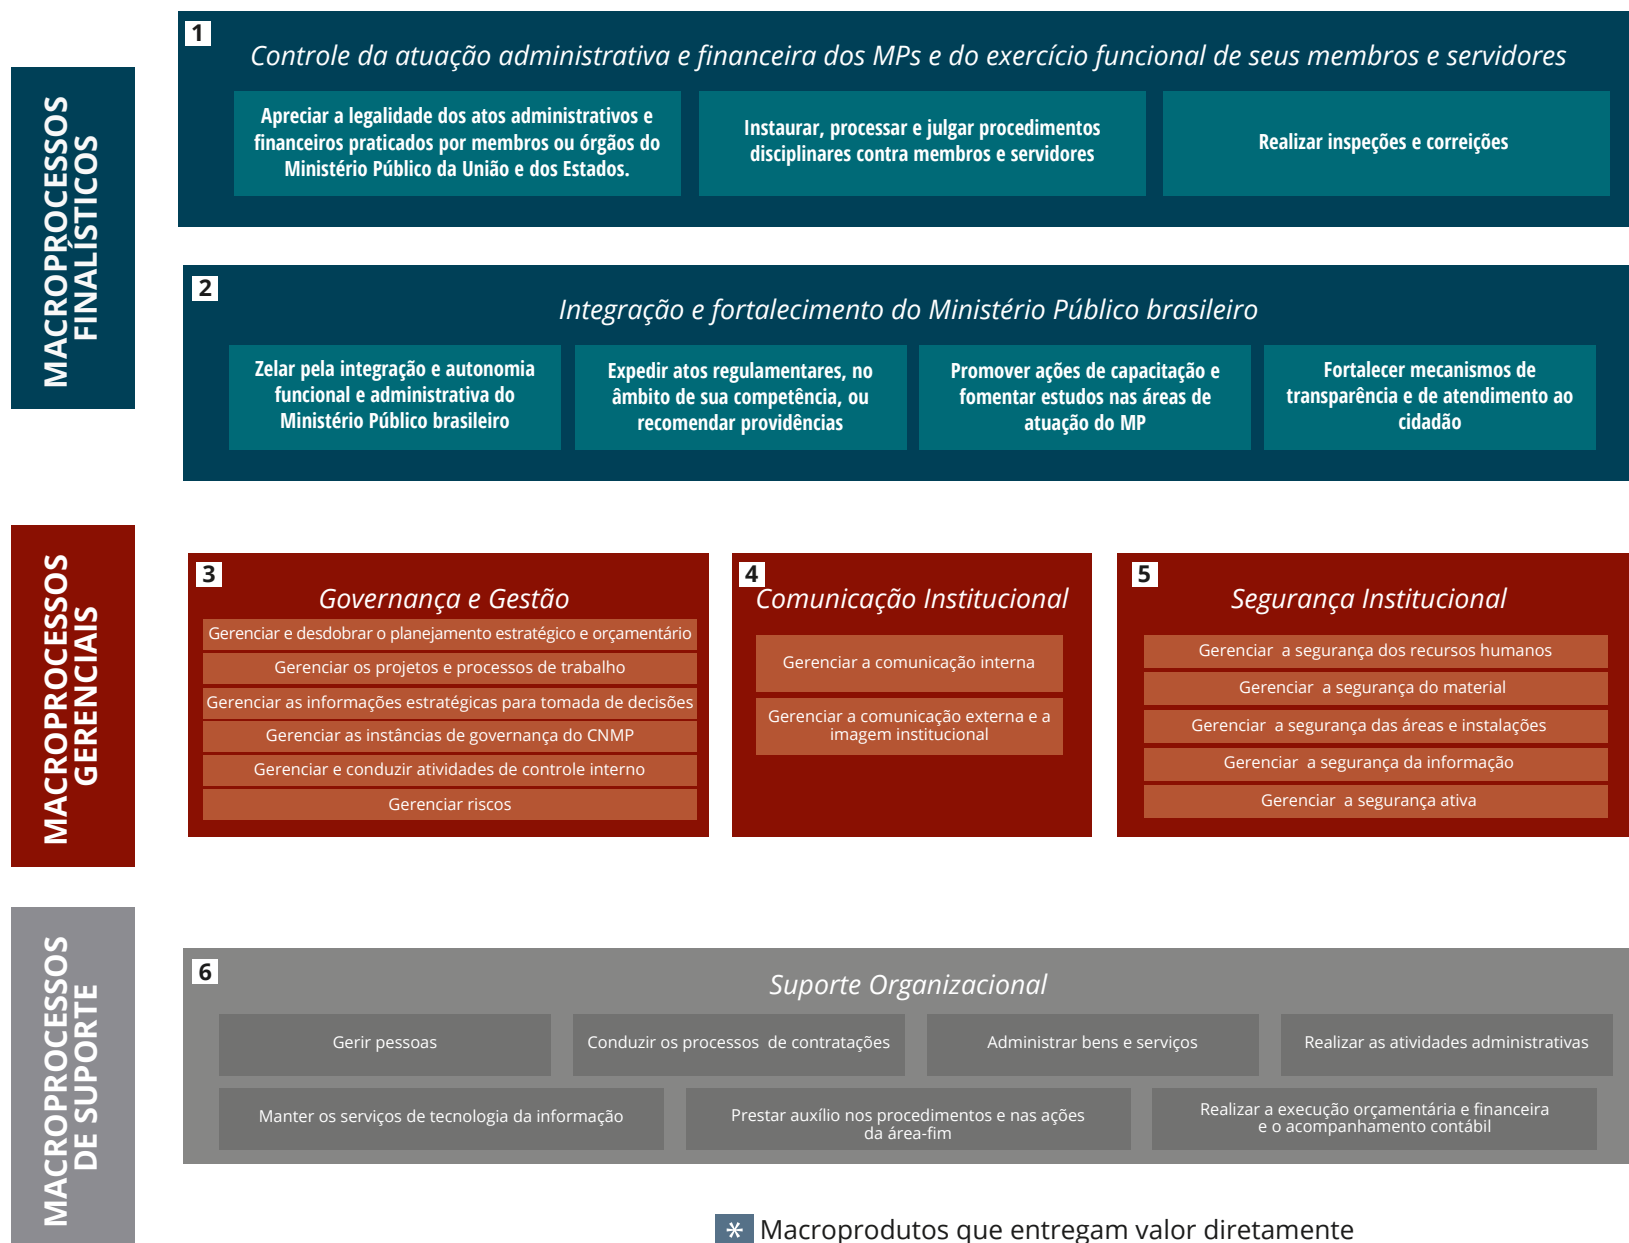 MACROPROCESSOS
FINALÍSTICOS
1
Controle da atuação administrativa e financeira dos MPs e do exercício funcional de seus membros e servidores
Apreciar a legalidade dos atos administrativos e
financeiros praticados por membros ou órgãos do
Ministério Público da União e dos Estados.
Instaurar, processar e julgar procedimentos
disciplinares contra membros e servidores
Realizar inspeções e correições
2
Integração e fortalecimento do Ministério Público brasileiro
Zelar pela integração e autonomia
funcional e administrativa do
Ministério Público brasileiro
Expedir atos regulamentares, no
âmbito de sua competência, ou
recomendar providências
Promover ações de capacitação e
fomentar estudos nas áreas de
atuação do MP
Fortalecer mecanismos de
transparência e de atendimento ao
cidadão
MACROPROCESSOS
GERENCIAIS
3
Governança e Gestão
Gerenciar e desdobrar o planejamento estratégico e orçamentário
Gerenciar os projetos e processos de trabalho
Gerenciar as informações estratégicas para tomada de decisões
Gerenciar as instâncias de governança do CNMP
Gerenciar e conduzir atividades de controle interno
Gerenciar riscos
4
Comunicação Institucional
Gerenciar a comunicação interna
Gerenciar a comunicação externa e a
imagem institucional
5
Segurança Institucional
Gerenciar a segurança dos recursos humanos
Gerenciar a segurança do material
Gerenciar a segurança das áreas e instalações
Gerenciar a segurança da informação
Gerenciar a segurança ativa
MACROPROCESSOS
DE SUPORTE
6
Suporte Organizacional
Gerir pessoas
Conduzir os processos de contratações
Administrar bens e serviços
Realizar as atividades administrativas
Manter os serviços de tecnologia da informação
Prestar auxílio nos procedimentos e nas ações
da área-fim
Realizar a execução orçamentária e financeira
e o acompanhamento contábil
* Macroprodutos que entregam valor diretamente